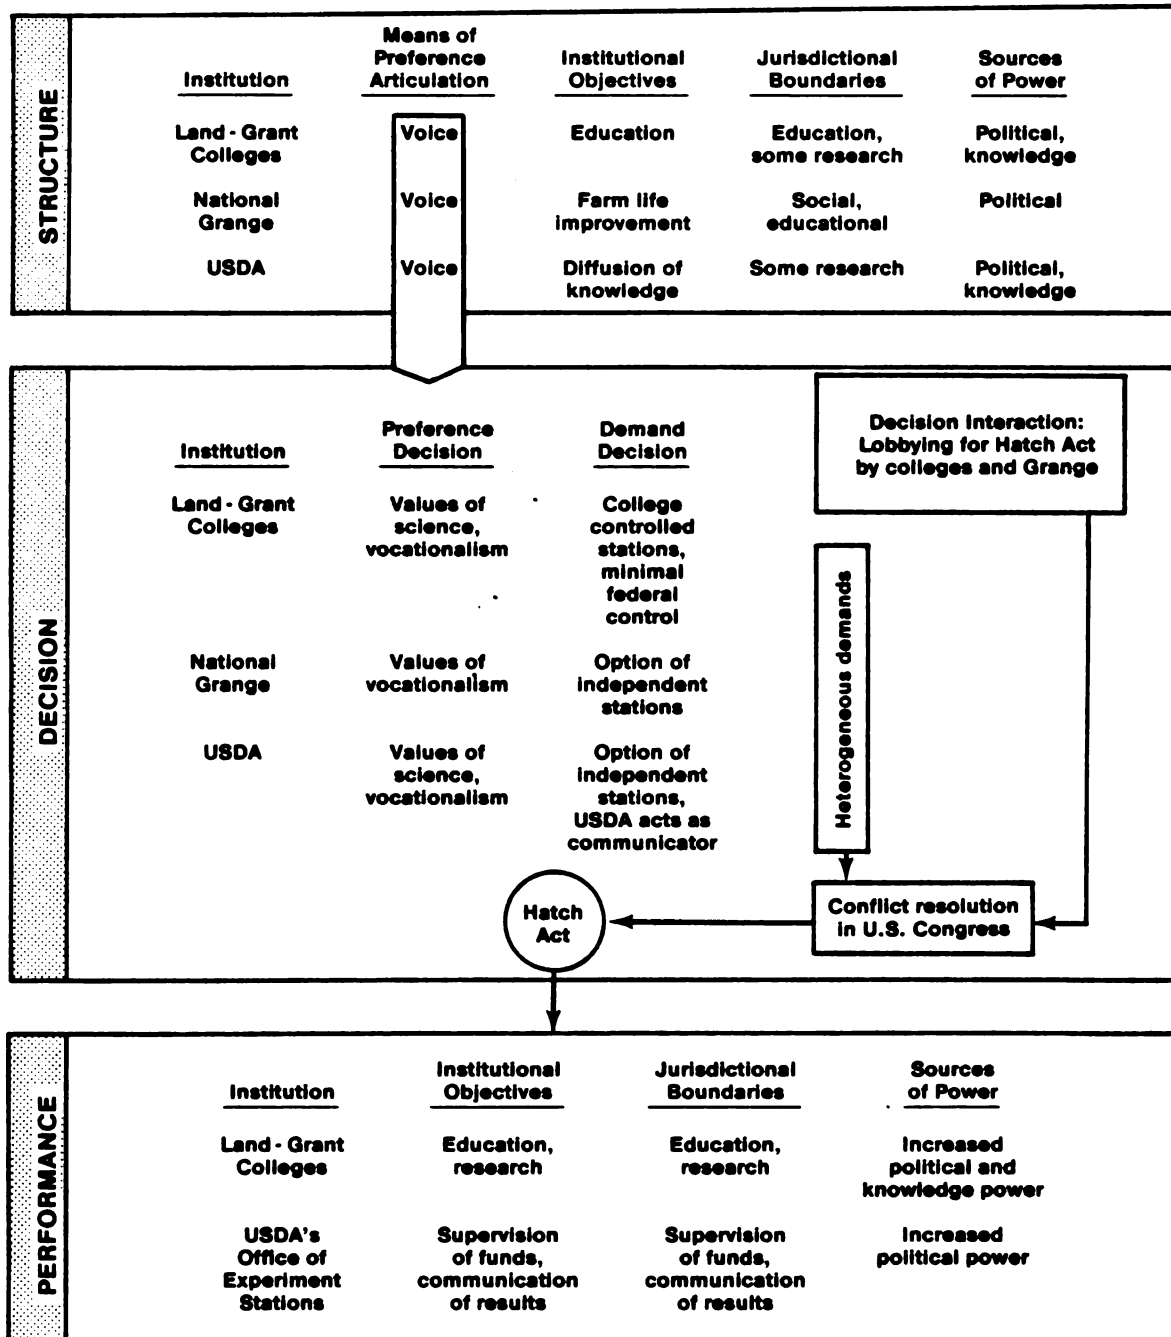 STRUCTURE
Means of
Preference
Articulation
Institution
Institutional
Objectives
Jurisdictional
Boundaries
Sources
of Power
Land - Grant
Colleges
Voice
Education
Education,
some research
Political,
knowledge
National
Grange
Voice
Farm life
improvement
Social,
educational
Political
USDA
Voice
Diffusion of
knowledge
Some research
Political,
knowledge
DECISION
Institution
Preference
Decision
Demand
Decision
Decision Interaction:
Lobbying for Hatch Act
by colleges and Grange
Land - Grant
Colleges
Values of
science,
vocationalism
College
controlled
stations,
minimal
federal
control
National
Grange
Values of
vocationalism
Option of
independent
stations
USDA
Values of
science,
vocationalism
Option of
independent
stations,
USDA acts as
communicator
Heterogeneous demands
Conflict resolution
in U.S. Congress
Hatch
Act
PERFORMANCE
Institution
Institutional
Objectives
Jurisdictional
Boundaries
Sources
of Power
Land - Grant
Colleges
Education,
research
Education,
research
Increased
political and
knowledge power
USDA's
Office of
Experiment
Stations
Supervision
of funds,
communication
of results
Supervision
of funds,
communication
of results
Increased
political power